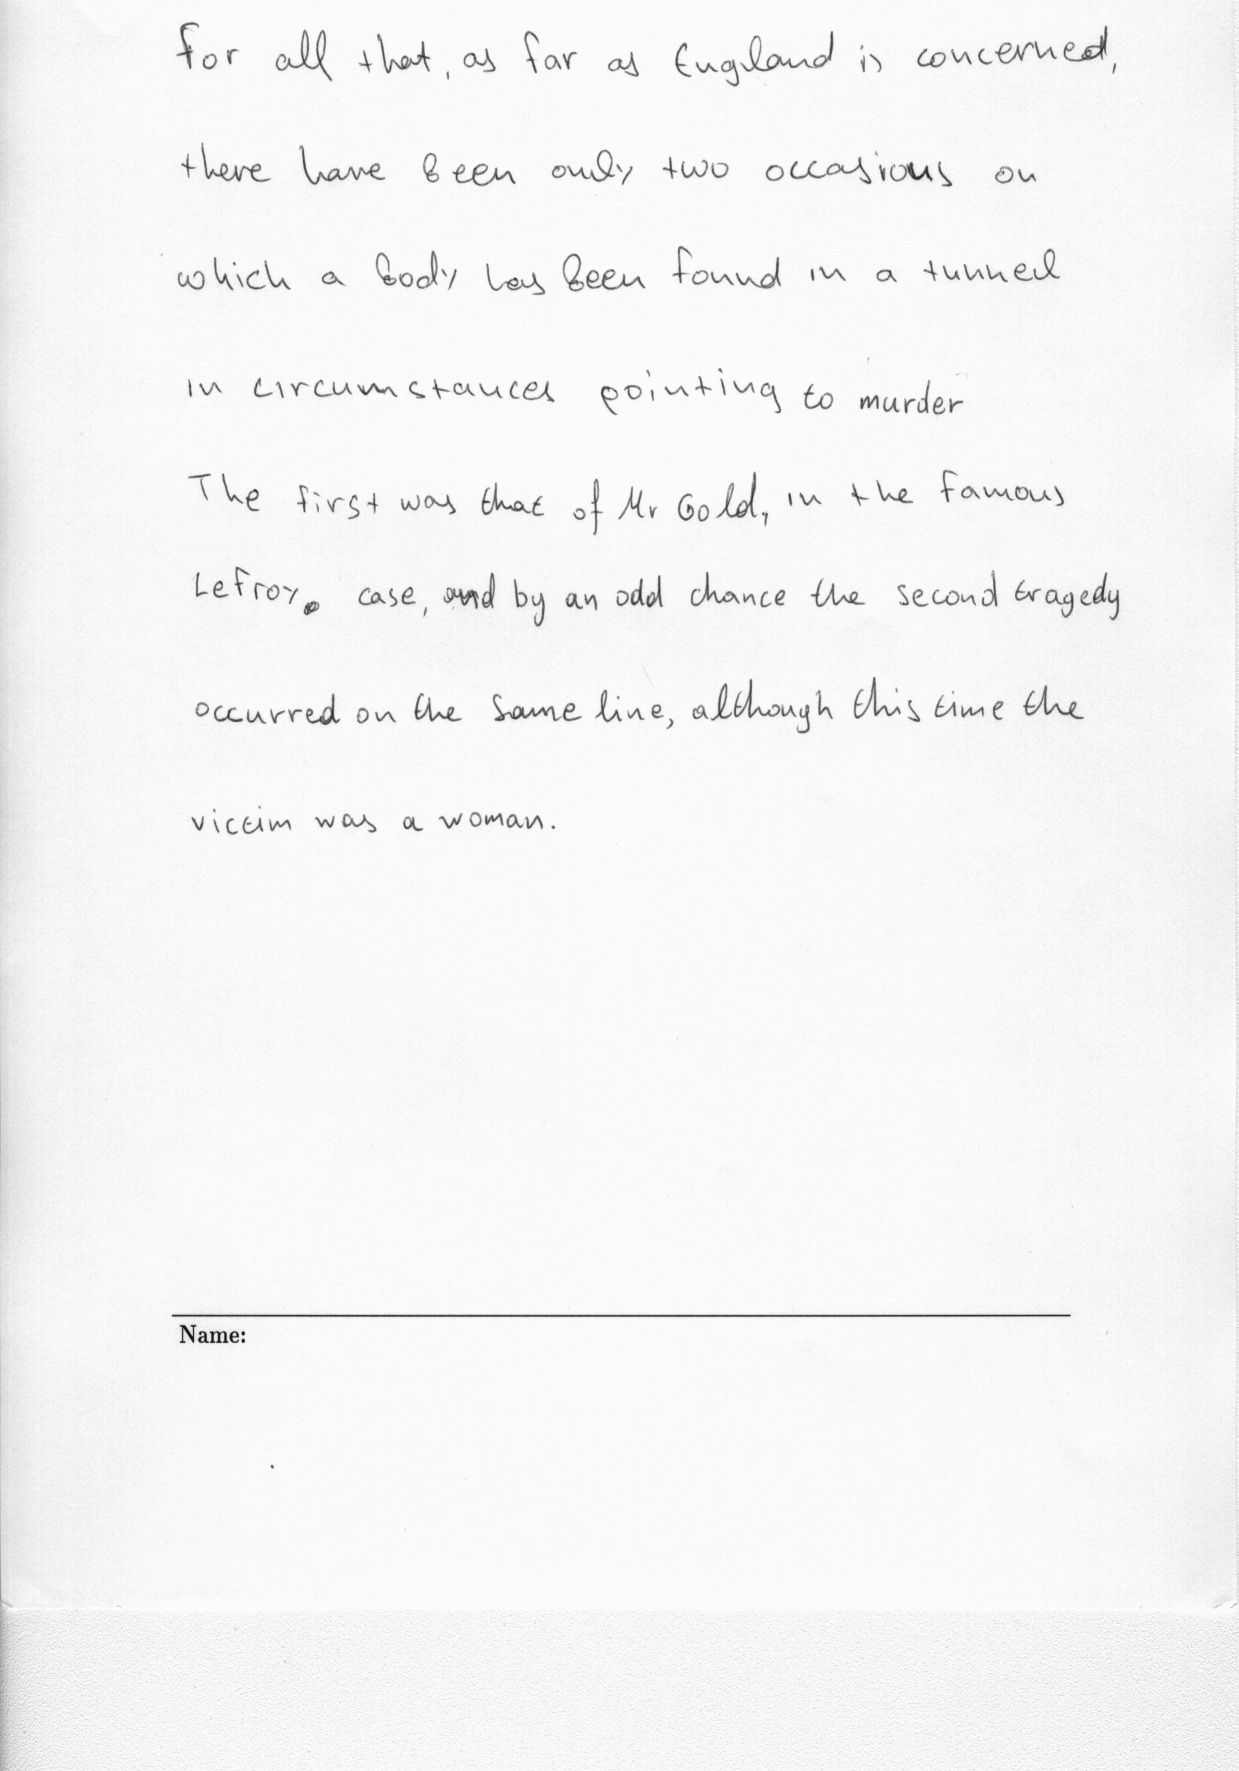 for all that, as far as England is concerned,
there have been only two occasions on
which a body has been found in a tunnel
in circumstances pointing to murder
The first was that of Mr Gold, in the famous
Lefroy. case, and by an odd chance the second tragedy
occurred on the same line, although this time the
victim was a woman.
Name: